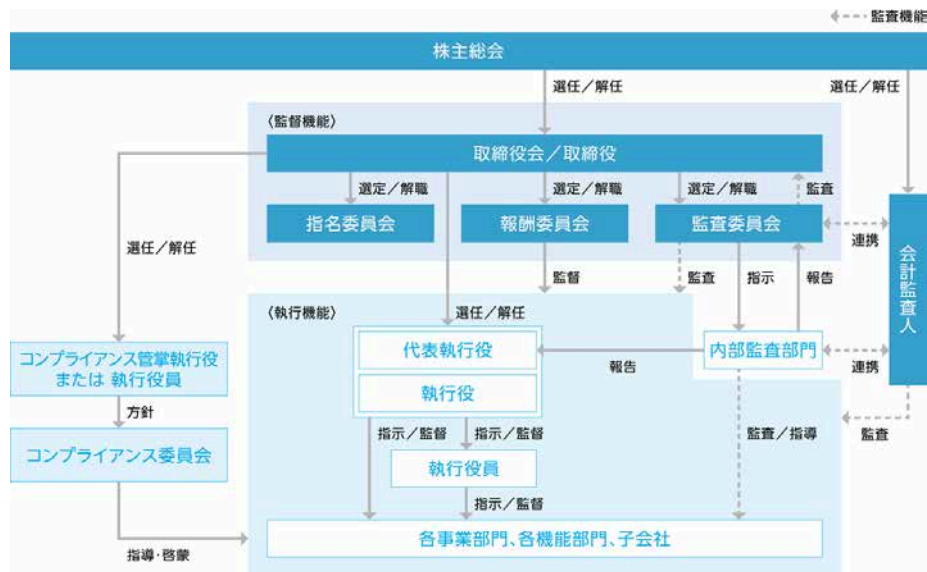 監査機能
株主総会
選任／解任
選任／解任
〈監督機能〉
取締役会／取締役
選定／解職
選定／解職
選定／解職
監査
指名委員会
報酬委員会
監査委員会
連携
選任／解任
会計監査人
監督
監査
指示
報告
〈執行機能〉
選任／解任
代表執行役
内部監査部門
報告
連携
コンプライアンス管掌執行役
または 執行役員
執行役
方針
指示／監督
指示／監督
監査／指導
監査
コンプライアンス委員会
執行役員
指示／監督
各事業部門、各機能部門、子会社
指導・啓蒙